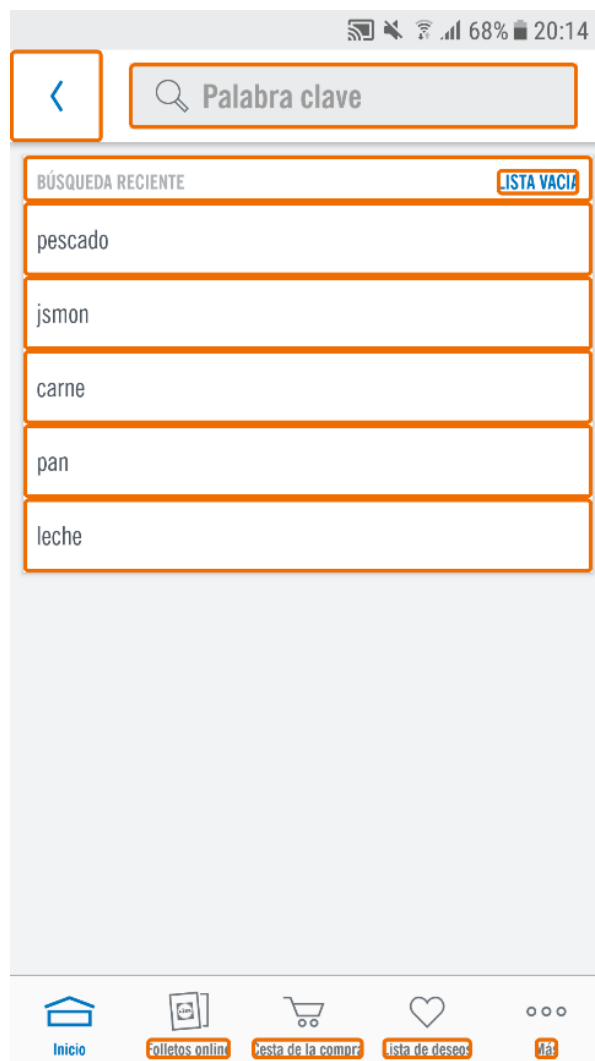 68% 20:14
Palabra clave
BÚSQUEDA RECIENTE LISTA VACIA
pescado
jsmon
carne
pan
leche
Inicio Folletos online Cesta de la compra Lista de deseos Más